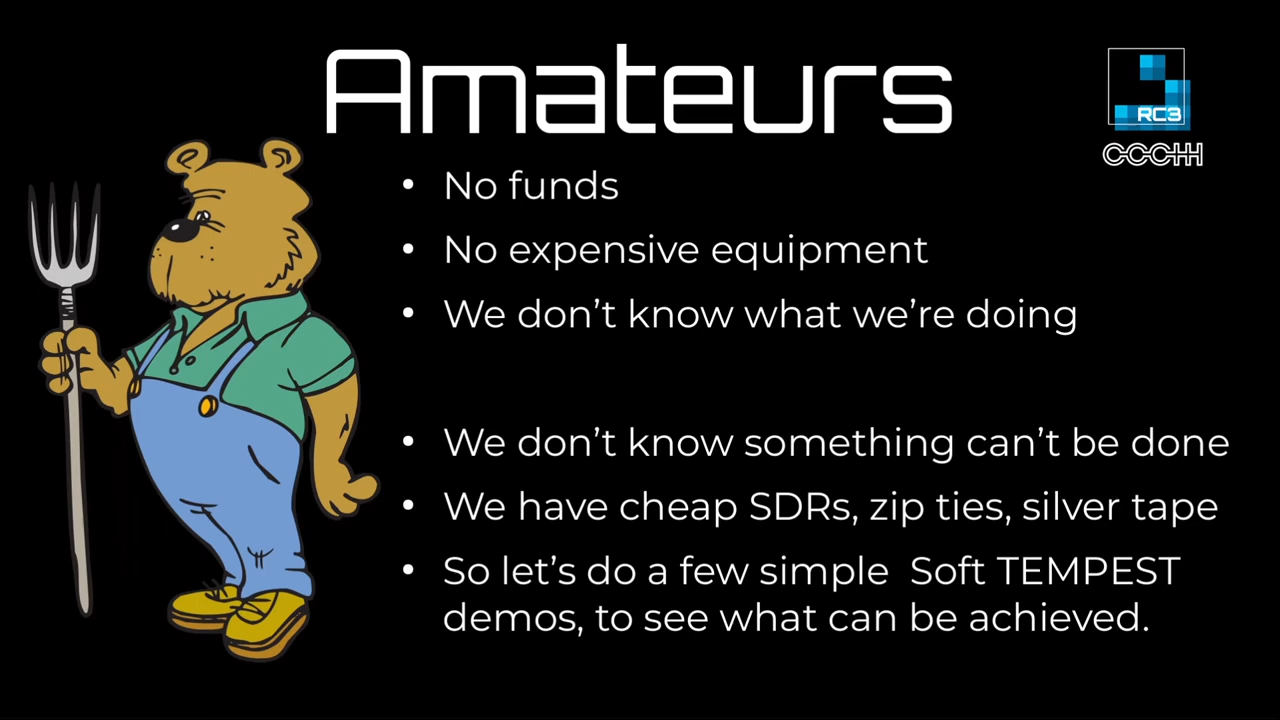 Amateurs
RC3
CCCHH
• No funds
• No expensive equipment
• We don't know what we're doing
• We don't know something can't be done
• We have cheap SDRs, zip ties, silver tape
• So let's do a few simple  Soft TEMPEST
demos, to see what can be achieved.